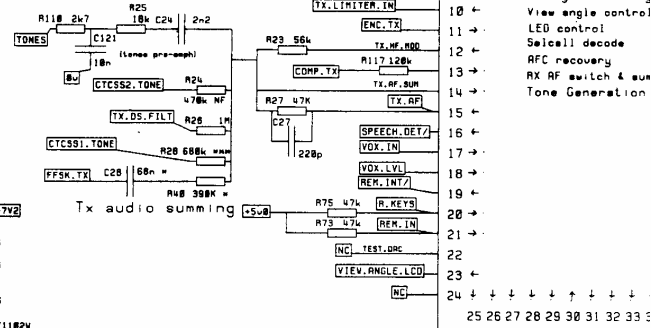 TX.LIMITER.IN 10 ←
View angle control
R25
R118 2k7 10k C24 2n2
ENC.TX 11 →
LED control
TONES C121
R23 56k TX.MF.MOD 12 ←
Selcall decode
(tones pre-emph)
10n
COMP.TX R117 120k 13 →
AFC recovery
0v
CTCSS2.TONE R24
TX.AF.SUM 14 →
RX AF switch & sum
470k NF
R27 47K TX.AF 15 ←
Tone Generation
TX.DS.FILT R26 1M
C27
SPEECH.DET/ 16 ←
CTCSS1.TONE R28 680k ***
220p
VOX.IN 17 →
FFSK.TX C28 68n *
VOX.LVL 18 →
R40 390K *
REM.INT/ 19 ←
Tx audio summing
+5v0 R75 47k R.KEYS 20 →
7V2
R73 47k REM.IN 21 →
NC TEST.DAC 22
VIEW.ANGLE.LCD 23 ←
NC 24
25 26 27 28 29 30 31 32 33
1102W